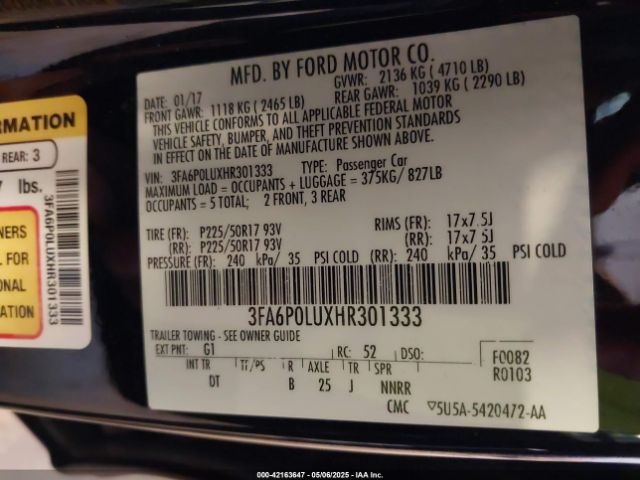 RMATION
REAR: 3
lbs.
NERS
AL FOR
ONAL
ATION
3FA6P0LUXHR301333
MFD. BY FORD MOTOR CO.
DATE: 01/17 GVWR: 2136 KG ( 4710 LB)
FRONT GAWR: 1118 KG ( 2465 LB) REAR GAWR: 1039 KG ( 2290 LB)
THIS VEHICLE CONFORMS TO ALL APPLICABLE FEDERAL MOTOR
VEHICLE SAFETY, BUMPER, AND THEFT PREVENTION STANDARDS
IN EFFECT ON THE DATE OF MANUFACTURE SHOWN ABOVE.
VIN: 3FA6P0LUXHR301333 TYPE: Passenger Car
MAXIMUM LOAD = OCCUPANTS + LUGGAGE = 375KG/ 827LB
OCCUPANTS = 5 TOTAL; 2 FRONT, 3 REAR
TIRE (FR): P225/50R17 93V RIMS (FR): 17x7.5J
(RR): P225/50R17 93V (RR): 17x7.5J
PRESSURE (FR): 240 kPa/ 35 PSI COLD (RR): 240 kPa/ 35 PSI COLD
3FA6P0LUXHR301333
TRAILER TOWING - SEE OWNER GUIDE
EXT PNT: G1 RC: 52 DSO: F0082
INT TR TP/PS R AXLE TR SPR R0103
DT B 25 J NNRR
CMC ▽5U5A-5420472-AA
000-42163647 05/06/2025 IAA Inc.